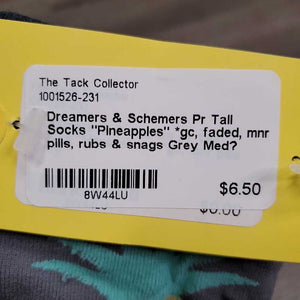 The Tack Collector
1001526-231
Dreamers & Schemers Pr Tall
Socks "Pineapples" *gc, faded, mnr
pills, rubs & snags Grey Med?
$6.50
8W44LU